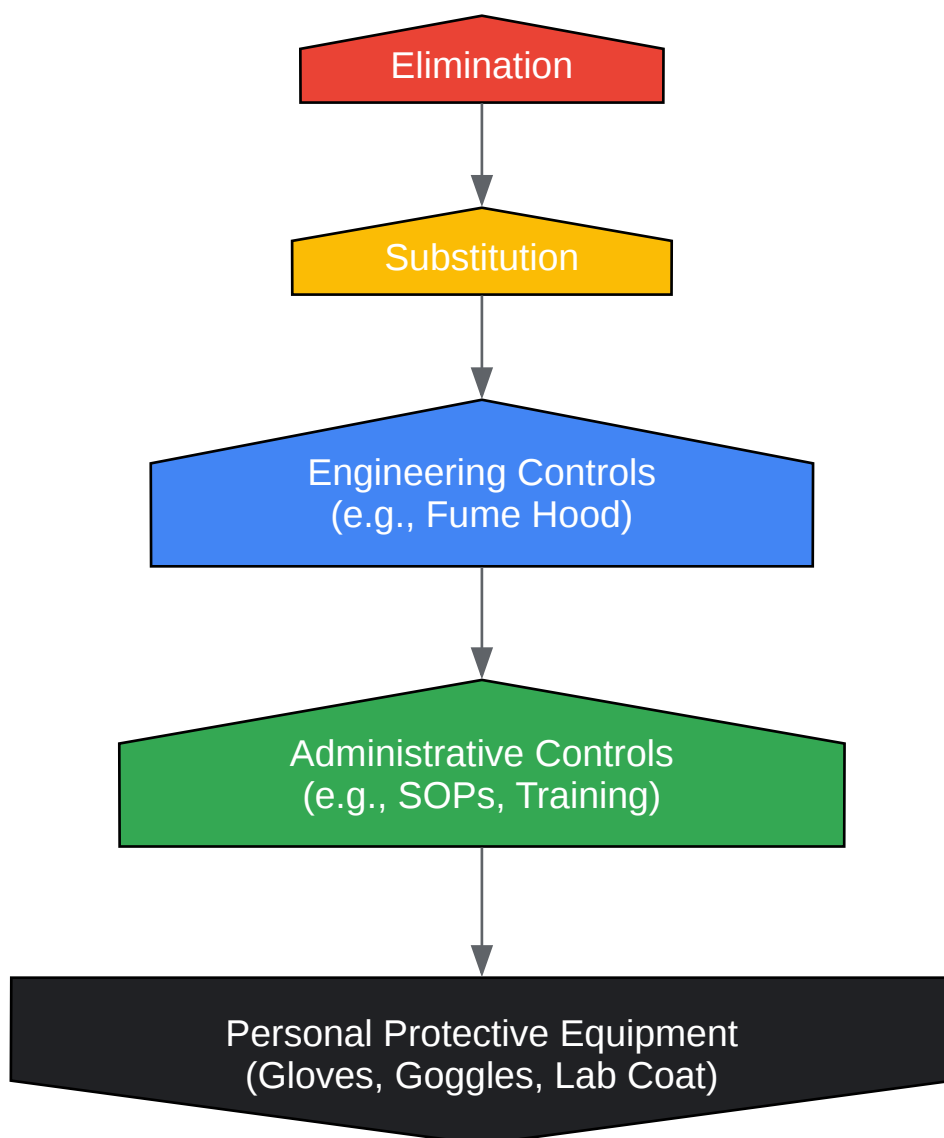 Elimination
Substitution
Engineering Controls
(e.g., Fume Hood)
Administrative Controls
(e.g., SOPs, Training)
Personal Protective Equipment
(Gloves, Goggles, Lab Coat)